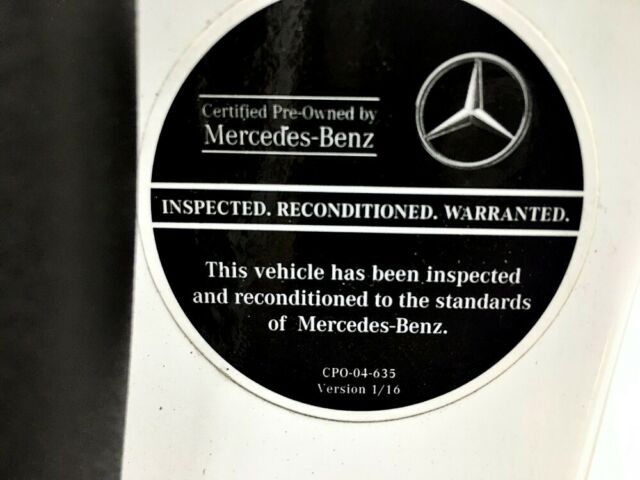 Certified Pre-Owned by
Mercedes-Benz
INSPECTED. RECONDITIONED. WARRANTED.
This vehicle has been inspected
and reconditioned to the standards
of Mercedes-Benz.
CPO-04-635
Version 1/16